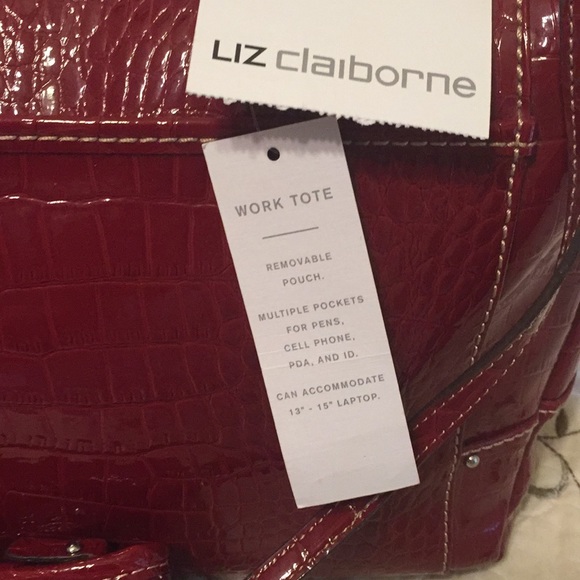 LIZ claiborne
WORK TOTE
REMOVABLE
POUCH.
MULTIPLE POCKETS
FOR PENS,
CELL PHONE,
PDA, AND ID.
CAN ACCOMMODATE
13" - 15" LAPTOP.